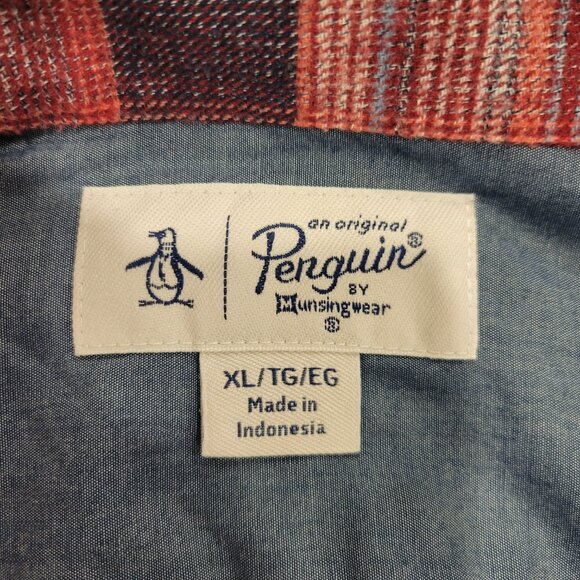 an original
Penguin®
BY
Munsingwear
®
XL/TG/EG
Made in
Indonesia